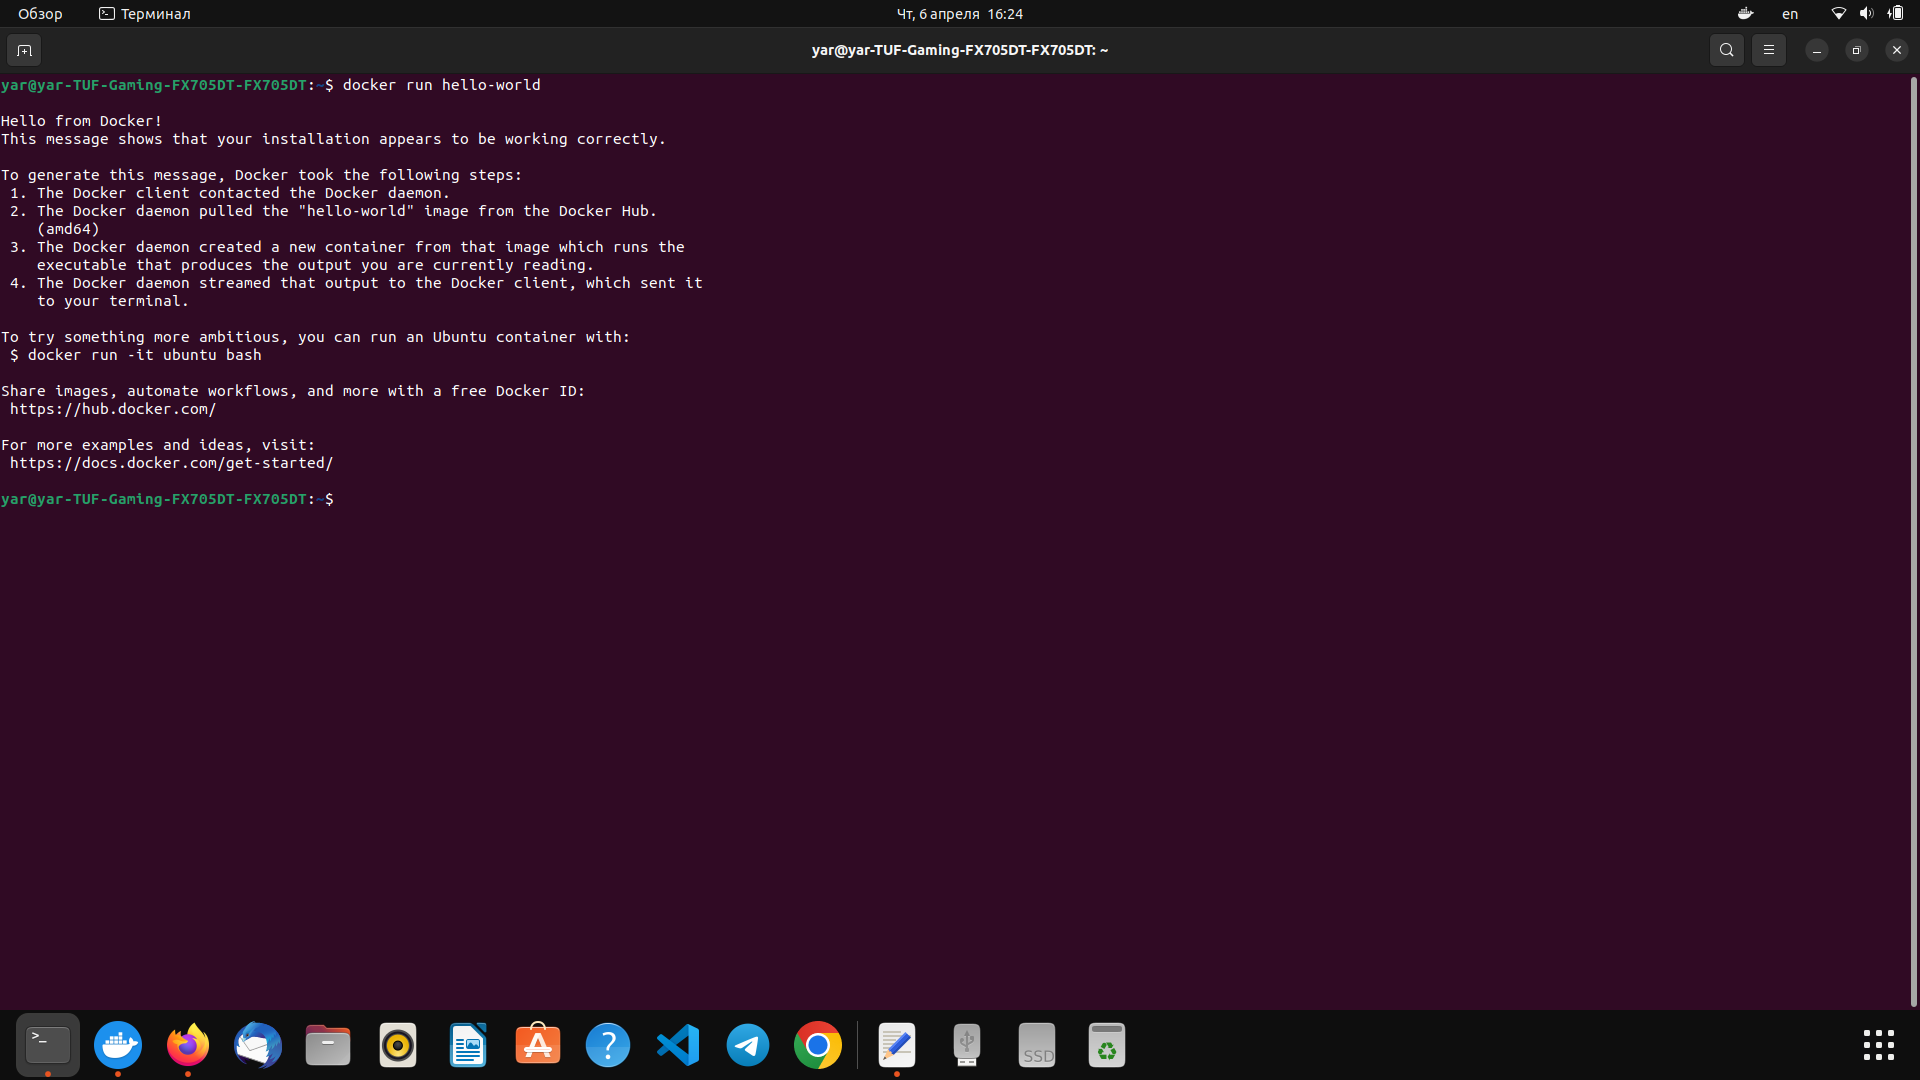 Обзор
Терминал
Чт, 6 апреля 16:24
en
yar@yar-TUF-Gaming-FX705DT-FX705DT: ~
yar@yar-TUF-Gaming-FX705DT-FX705DT:~$ docker run hello-world
Hello from Docker!
This message shows that your installation appears to be working correctly.
To generate this message, Docker took the following steps:
1. The Docker client contacted the Docker daemon.
2. The Docker daemon pulled the "hello-world" image from the Docker Hub.
(amd64)
3. The Docker daemon created a new container from that image which runs the
executable that produces the output you are currently reading.
4. The Docker daemon streamed that output to the Docker client, which sent it
to your terminal.
To try something more ambitious, you can run an Ubuntu container with:
$ docker run -it ubuntu bash
Share images, automate workflows, and more with a free Docker ID:
https://hub.docker.com/
For more examples and ideas, visit:
https://docs.docker.com/get-started/
yar@yar-TUF-Gaming-FX705DT-FX705DT:~$
SSD